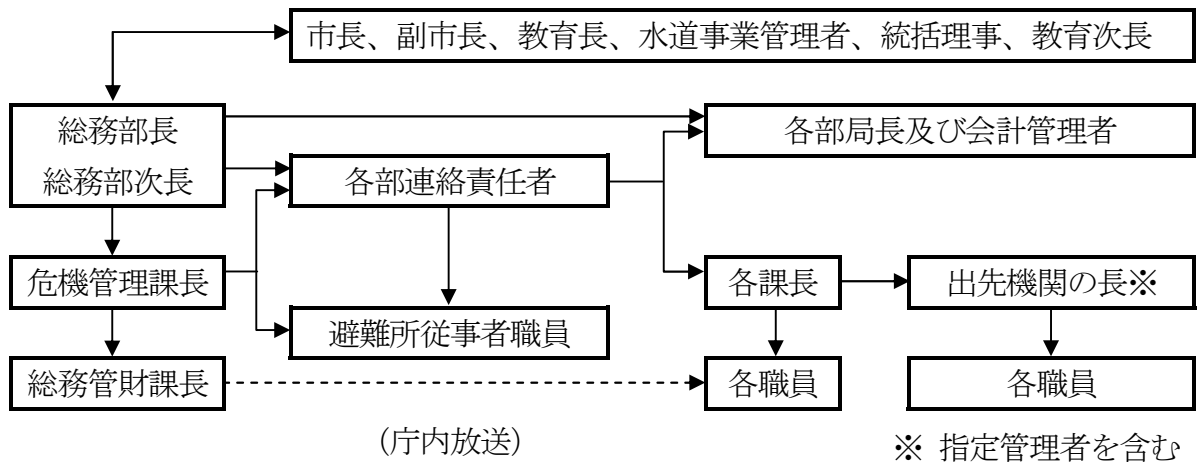 市長、副市長、教育長、水道事業管理者、統括理事、教育次長
総務部長
総務部次長
各部局長及び会計管理者
各部連絡責任者
危機管理課長
各課長
出先機関の長※
避難所従事者職員
総務管財課長
各職員
各職員
(庁内放送)
※ 指定管理者を含む